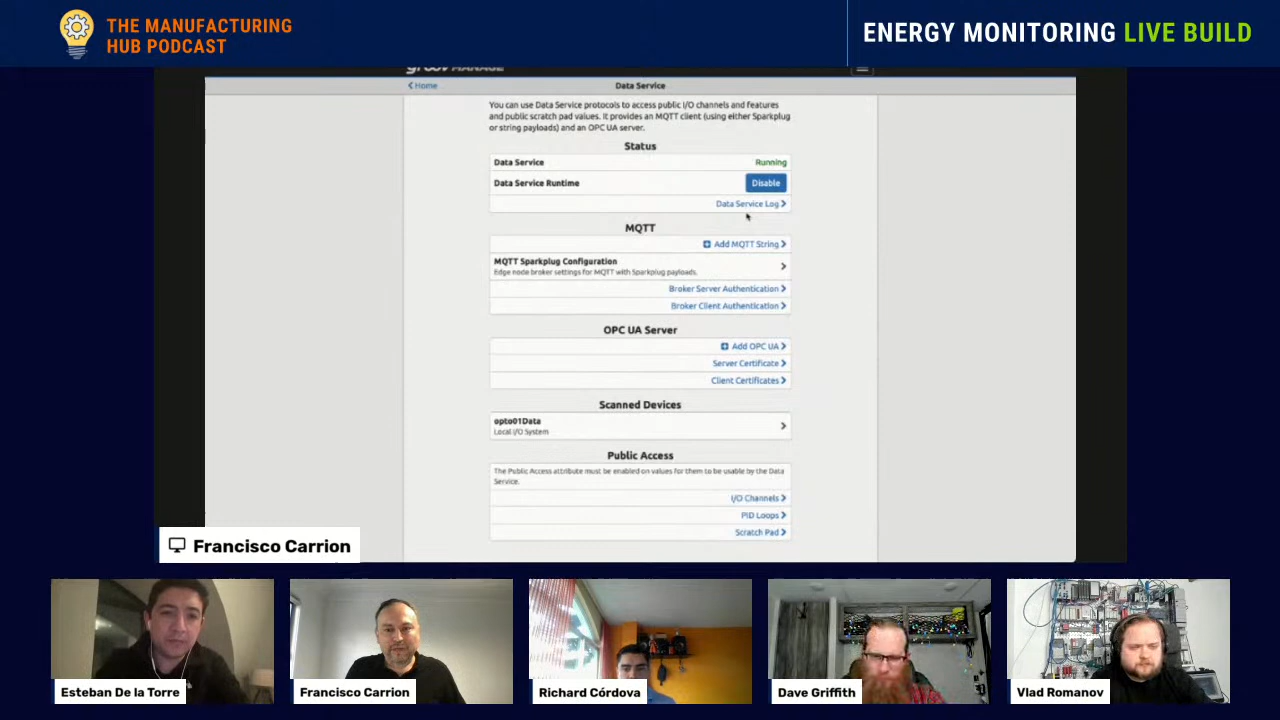 THE MANUFACTURING
HUB PODCAST
ENERGY MONITORING LIVE BUILD
groov MANAGE
Home
Data Service
You can use Data Service protocols to access public I/O channels and features
and public scratch pad values. It provides an MQTT client (using either Sparkplug
or string payloads) and an OPC UA server.
Status
Data Service Running
Data Service Runtime Disable
Data Service Log
MQTT
Add MQTT String
MQTT Sparkplug Configuration
Edge node broker settings for MQTT with Sparkplug payloads.
Broker Server Authentication
Broker Client Authentication
OPC UA Server
Add OPC UA
Server Certificate
Client Certificates
Scanned Devices
opto01Data
Local I/O System
Public Access
The Public Access attribute must be enabled on values for them to be usable by the Data
Service.
I/O Channels
PID Loops
Scratch Pad
Francisco Carrion
Esteban De la Torre
Francisco Carrion
Richard Córdova
Dave Griffith
Vlad Romanov